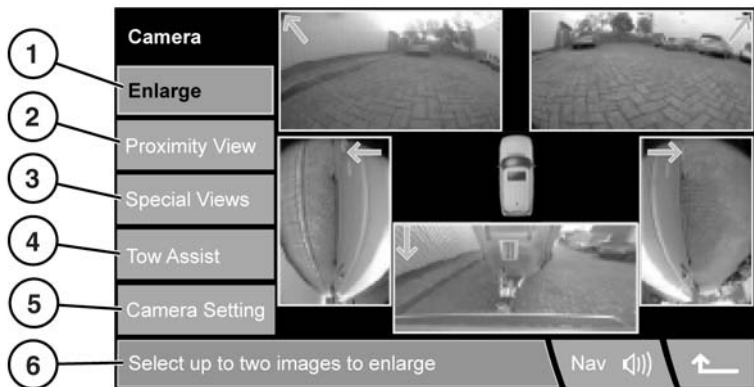 Camera
1
Enlarge
2
Proximity View
3
Special Views
4
Tow Assist
5
Camera Setting
6
Select up to two images to enlarge
Nav